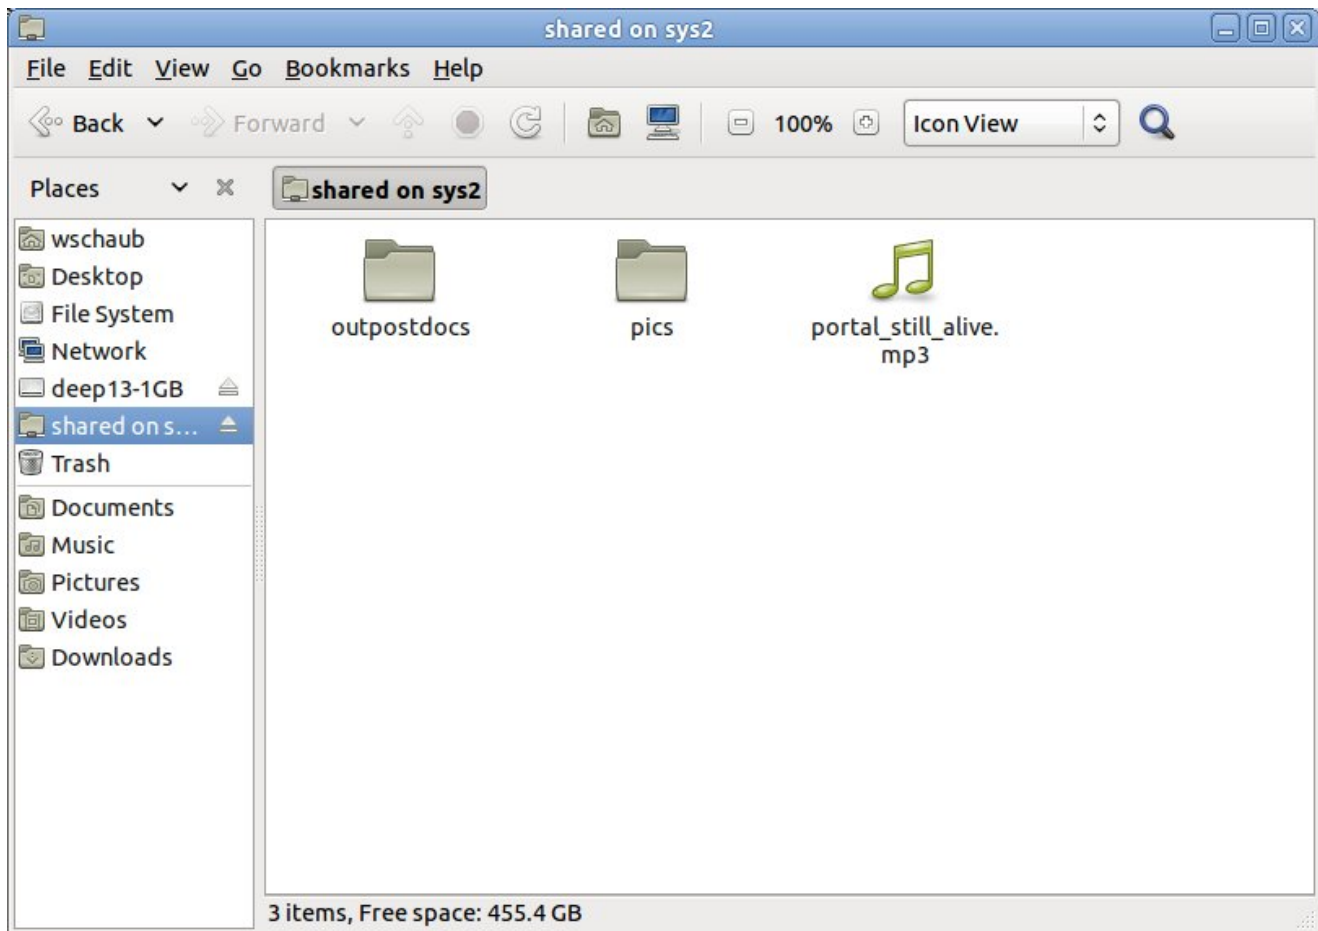 shared on sys2
File Edit View Go Bookmarks Help
Back Forward 100% Icon View
Places shared on sys2
wschaub
Desktop
File System
Network
deep13-1GB
shared on s...
Trash
Documents
Music
Pictures
Videos
Downloads
outpostdocs pics portal_still_alive.
mp3
3 items, Free space: 455.4 GB